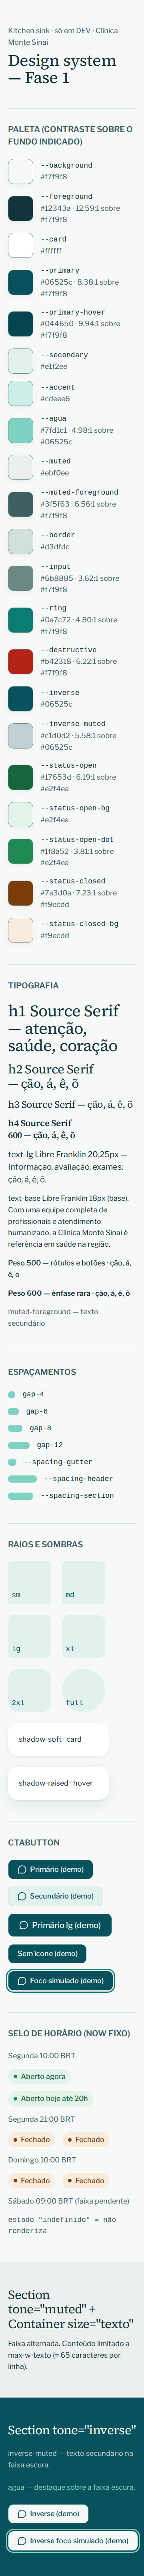 Kitchen sink · só em DEV · Clínica
Monte Sinai
Design system
— Fase 1
PALETA (CONTRASTE SOBRE O
FUNDO INDICADO)
--background
#f7f9f8
--foreground
#12343a · 12.59:1 sobre
#f7f9f8
--card
#ffffff
--primary
#06525c · 8.38:1 sobre
#f7f9f8
--primary-hover
#044650 · 9.94:1 sobre
#f7f9f8
--secondary
#e1f2ee
--accent
#cdeee6
--agua
#7fd1c1 · 4.98:1 sobre
#06525c
--muted
#ebf0ee
--muted-foreground
#3f5f63 · 6.56:1 sobre
#f7f9f8
--border
#d3dfdc
--input
#6b8885 · 3.62:1 sobre
#f7f9f8
--ring
#0a7c72 · 4.80:1 sobre
#f7f9f8
--destructive
#b42318 · 6.22:1 sobre
#f7f9f8
--inverse
#06525c
--inverse-muted
#c1d0d2 · 5.58:1 sobre
#06525c
--status-open
#17653d · 6.19:1 sobre
#e2f4ea
--status-open-bg
#e2f4ea
--status-open-dot
#1f8a52 · 3.81:1 sobre
#e2f4ea
--status-closed
#7a3d0a · 7.23:1 sobre
#f9ecdd
--status-closed-bg
#f9ecdd
TIPOGRAFIA
h1 Source Serif
— atenção,
saúde, coração
h2 Source Serif
— ção, á, ê, õ
h3 Source Serif — ção, á, ê, õ
h4 Source Serif
600 — ção, á, ê, õ
text-lg Libre Franklin 20,25px —
Informação, avaliação, exames:
ção, á, ê, õ.
text-base Libre Franklin 18px (base).
Com uma equipe completa de
profissionais e atendimento
humanizado, a Clínica Monte Sinai é
referência em saúde na região.
Peso 500 — rótulos e botões · ção, á,
ê, õ
Peso 600 — ênfase rara · ção, á, ê, õ
muted-foreground — texto
secundário
ESPAÇAMENTOS
gap-4
gap-6
gap-8
gap-12
--spacing-gutter
--spacing-header
--spacing-section
RAIOS E SOMBRAS
sm
md
lg
xl
2xl
full
shadow-soft · card
shadow-raised · hover
CTABUTTON
Primário (demo)
Secundário (demo)
Primário lg (demo)
Sem ícone (demo)
Foco simulado (demo)
SELO DE HORÁRIO (NOW FIXO)
Segunda 10:00 BRT
Aberto agora
Aberto hoje até 20h
Segunda 21:00 BRT
Fechado
Fechado
Domingo 10:00 BRT
Fechado
Fechado
Sábado 09:00 BRT (faixa pendente)
estado "indefinido" → não
renderiza
Section
tone="muted" +
Container size="texto"
Faixa alternada. Conteúdo limitado a
max-w-texto (≈ 65 caracteres por
linha).
Section tone="inverse"
inverse-muted — texto secundário na
faixa escura.
agua — destaque sobre a faixa escura.
Inverse (demo)
Inverse foco simulado (demo)